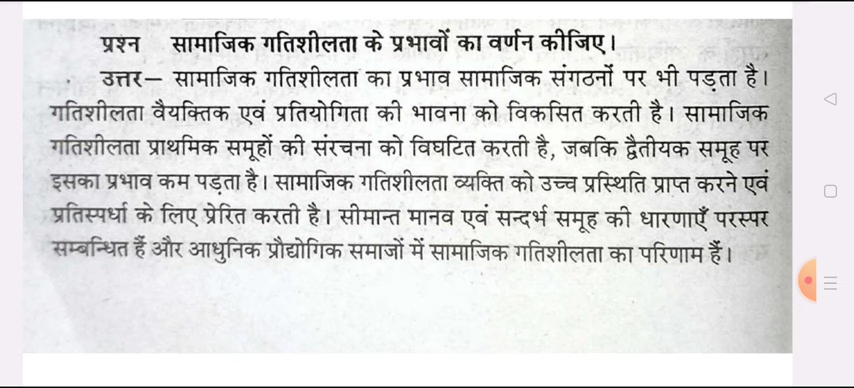 प्रश्न सामाजिक गतिशीलता के प्रभावों का वर्णन कीजिए।
उत्तर— सामाजिक गतिशीलता का प्रभाव सामाजिक संगठनों पर भी पड़ता है।
गतिशीलता वैयक्तिक एवं प्रतियोगिता की भावना को विकसित करती है। सामाजिक
गतिशीलता प्राथमिक समूहों की संरचना को विघटित करती है, जबकि द्वैतीयक समूह पर
इसका प्रभाव कम पड़ता है। सामाजिक गतिशीलता व्यक्ति को उच्च प्रस्थिति प्राप्त करने एवं
प्रतिस्पर्धा के लिए प्रेरित करती है। सीमान्त मानव एवं सन्दर्भ समूह की धारणाएँ परस्पर
सम्बन्धित हैं और आधुनिक प्रौद्योगिक समाजों में सामाजिक गतिशीलता का परिणाम हैं।